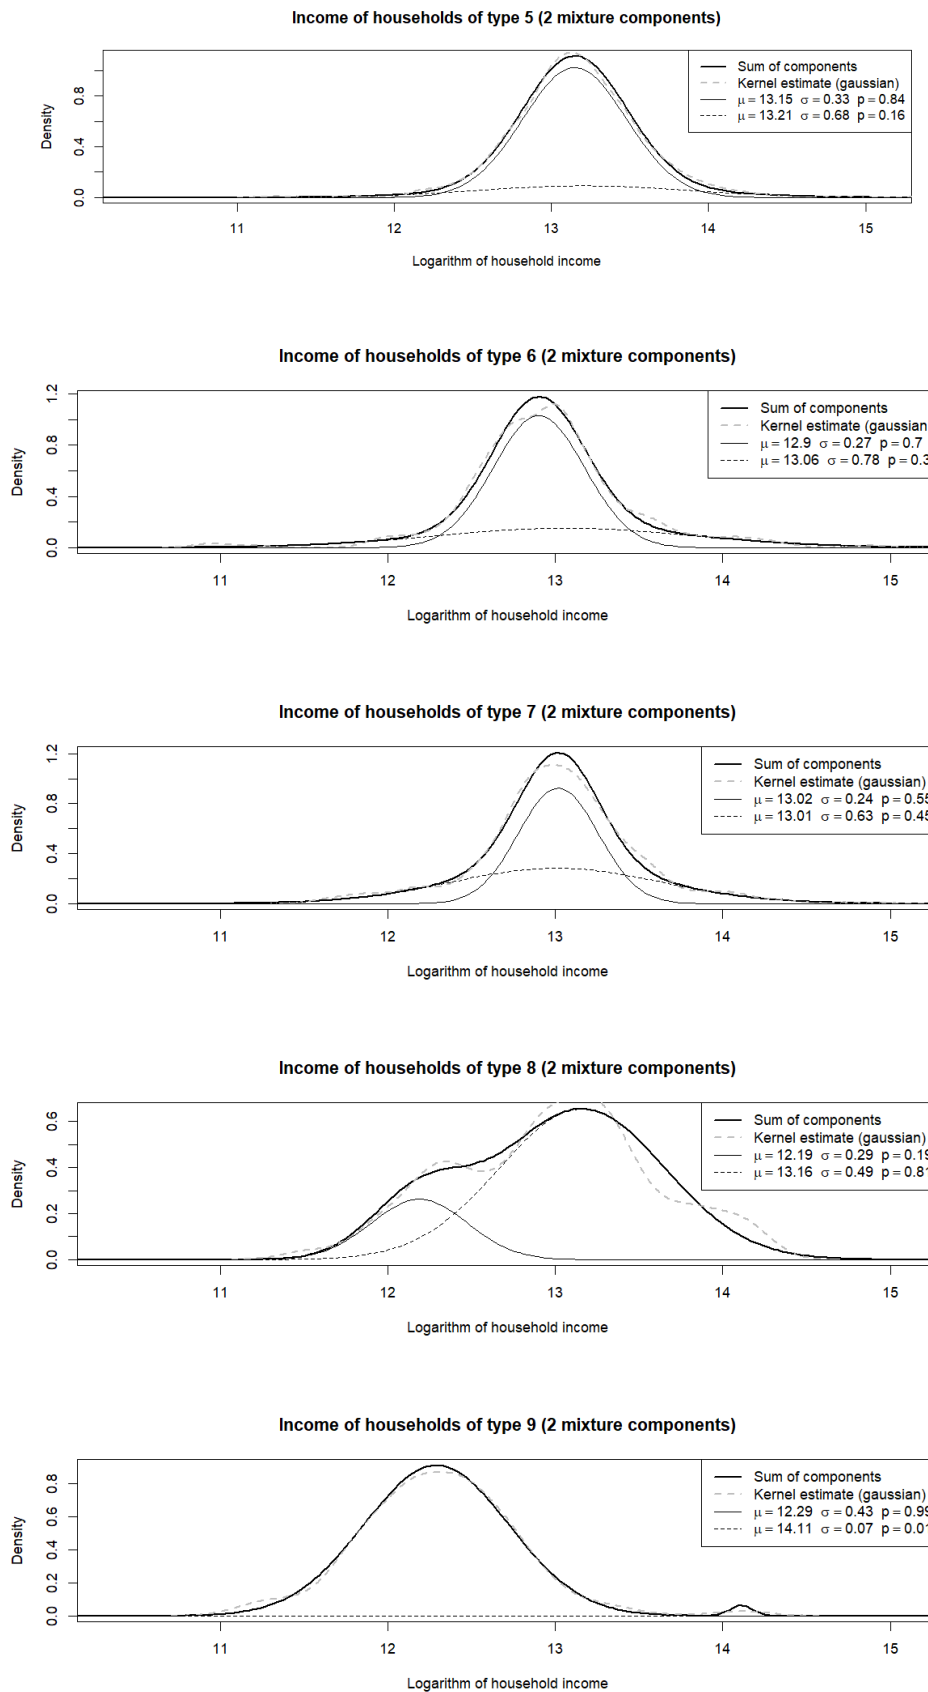 Income of households of type 5 (2 mixture components)
Sum of components
Kernel estimate (gaussian)
μ = 13.15 σ = 0.33 p = 0.84
μ = 13.21 σ = 0.68 p = 0.16
Density
0.0 0.4 0.8
11 12 13 14 15
Logarithm of household income
Income of households of type 6 (2 mixture components)
Sum of components
Kernel estimate (gaussian
μ = 12.9 σ = 0.27 p = 0.7
μ = 13.06 σ = 0.78 p = 0.3
Density
0.0 0.4 0.8 1.2
11 12 13 14 15
Logarithm of household income
Income of households of type 7 (2 mixture components)
Sum of components
Kernel estimate (gaussian)
μ = 13.02 σ = 0.24 p = 0.55
μ = 13.01 σ = 0.63 p = 0.45
Density
0.0 0.4 0.8 1.2
11 12 13 14 15
Logarithm of household income
Income of households of type 8 (2 mixture components)
Sum of components
Kernel estimate (gaussian)
μ = 12.19 σ = 0.29 p = 0.19
μ = 13.16 σ = 0.49 p = 0.81
Density
0.0 0.2 0.4 0.6
11 12 13 14 15
Logarithm of household income
Income of households of type 9 (2 mixture components)
Sum of components
Kernel estimate (gaussian)
μ = 12.29 σ = 0.43 p = 0.99
μ = 14.11 σ = 0.07 p = 0.01
Density
0.0 0.2 0.4 0.6 0.8
11 12 13 14 15
Logarithm of household income